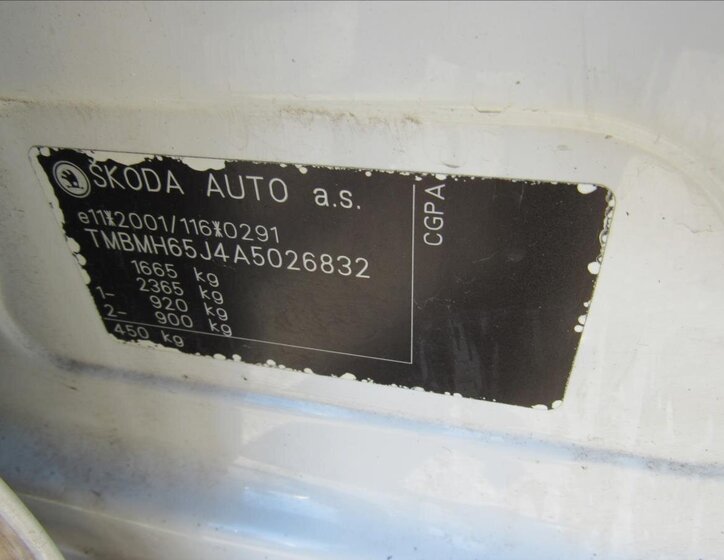 ŠKODA AUTO a.s.
e11*2001/116*0291
TMBMH65J4A5026832
1665 kg
2365 kg
1- 920 kg
2- 900 kg
450 kg
CGPA